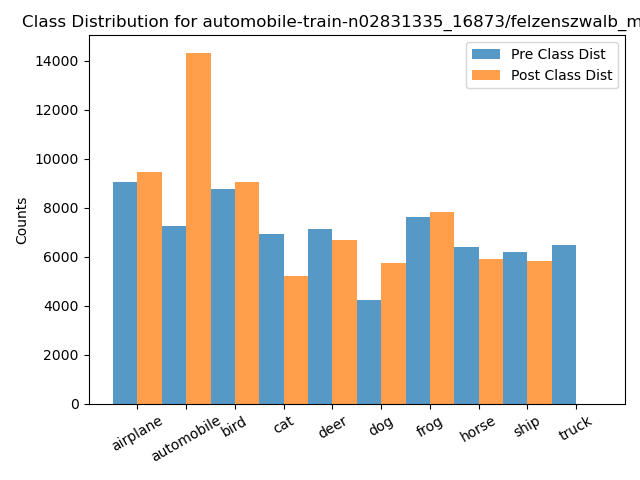 Class Distribution for automobile-train-n02831335_16873/felzenszwalb_m
Pre Class Dist
Post Class Dist
Counts
14000
12000
10000
8000
6000
4000
2000
0
airplane
automobile
bird
cat
deer
dog
frog
horse
ship
truck